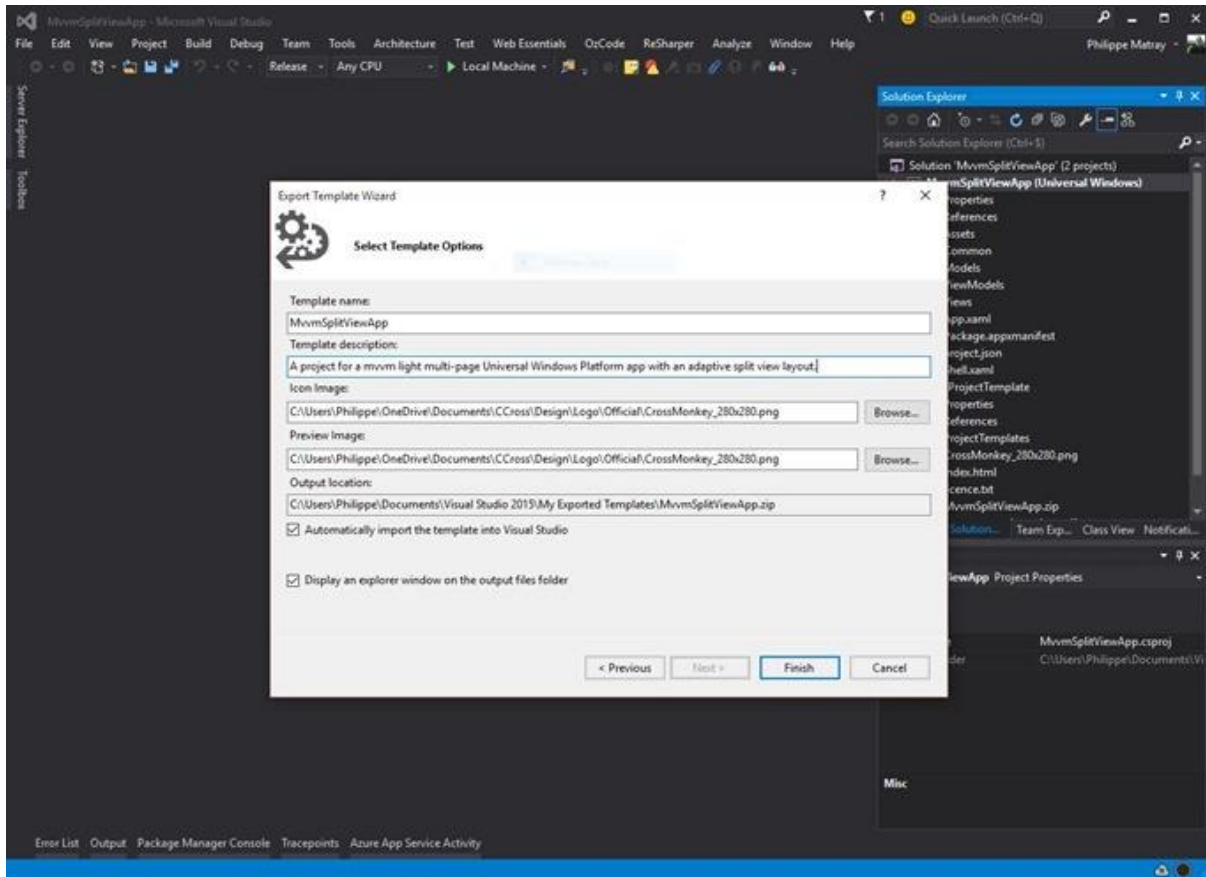 MvvmSplitViewApp - Microsoft Visual Studio
1
Quick Launch (Ctrl+Q)
File Edit View Project Build Debug Team Tools Architecture Test Web Essentials OzCode ReSharper Analyze Window Help
Philippe Matray
Release Any CPU Local Machine
Server Explorer
Toolbox
Solution Explorer
Search Solution Explorer (Ctrl+$)
Solution 'MvvmSplitViewApp' (2 projects)
mSplitViewApp (Universal Windows)
roperties
eferences
ssets
ommon
odels
iewModels
iews
pp.xaml
ackage.appxmanifest
roject.json
hell.xaml
ProjectTemplate
roperties
eferences
rojectTemplates
rossMonkey_280x280.png
ndex.html
cence.txt
MvvmSplitViewApp.zip
Solution... Team Exp... Class View Notificati...
iewApp Project Properties
MvvmSplitViewApp.csproj
der C:\Users\Philippe\Documents\Vi
Misc
Export Template Wizard
?
Select Template Options
Template name:
MvvmSplitViewApp
Template description:
A project for a mvvm light multi-page Universal Windows Platform app with an adaptive split view layout.
Icon Image:
C:\Users\Philippe\OneDrive\Documents\CCross\Design\Logo\Official\CrossMonkey_280x280.png
Browse...
Preview Image:
C:\Users\Philippe\OneDrive\Documents\CCross\Design\Logo\Official\CrossMonkey_280x280.png
Browse...
Output location:
C:\Users\Philippe\Documents\Visual Studio 2015\My Exported Templates\MvvmSplitViewApp.zip
Automatically import the template into Visual Studio
Display an explorer window on the output files folder
< Previous Next > Finish Cancel
Error List Output Package Manager Console Tracepoints Azure App Service Activity